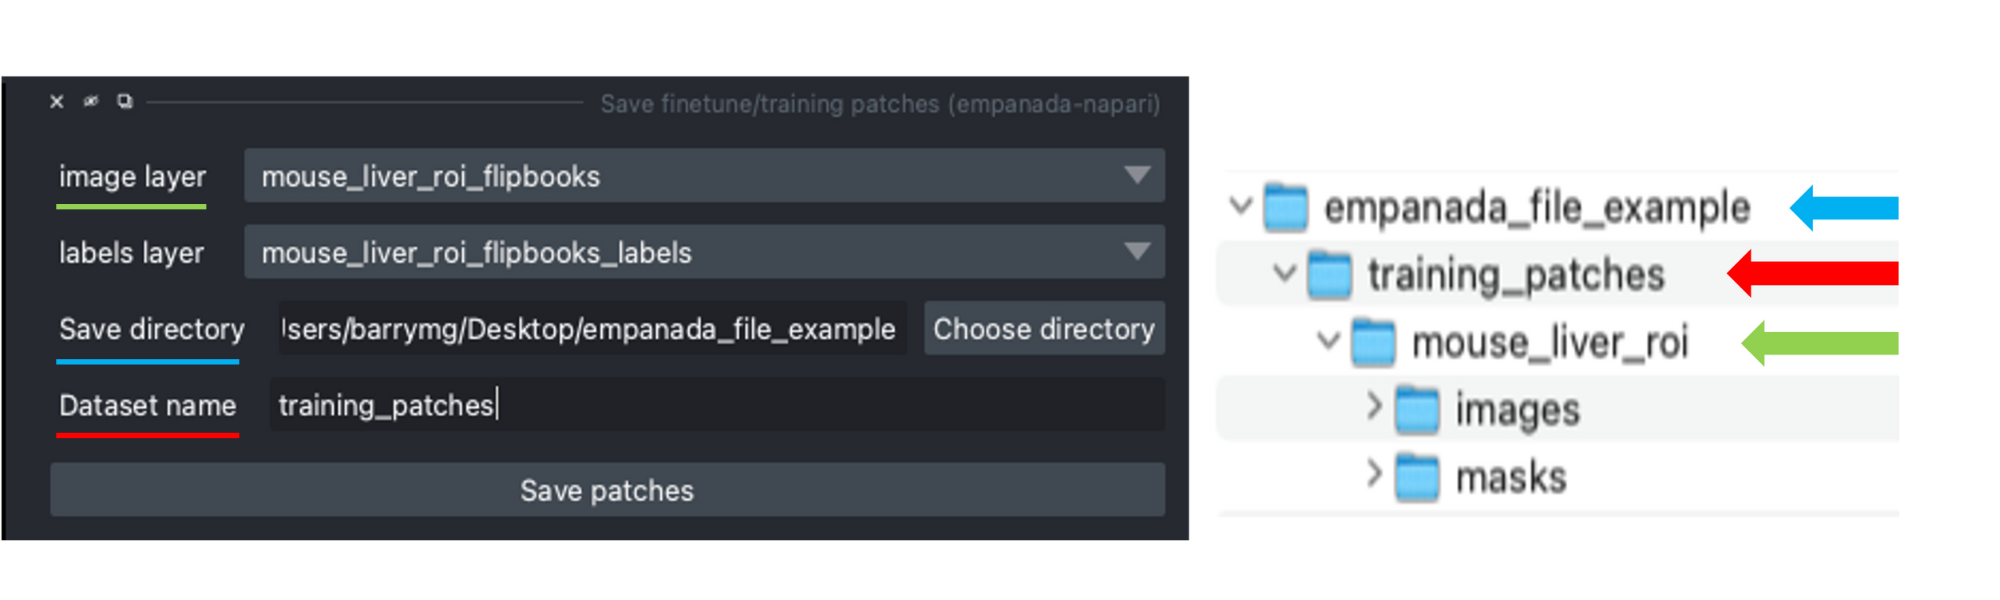 Save finetune/training patches (empanada-napari)
image layer mouse_liver_roi_flipbooks
labels layer mouse_liver_roi_flipbooks_labels
Save directory sers/barrymg/Desktop/empanada_file_example Choose directory
Dataset name training_patches
Save patches
empanada_file_example
training_patches
mouse_liver_roi
images
masks